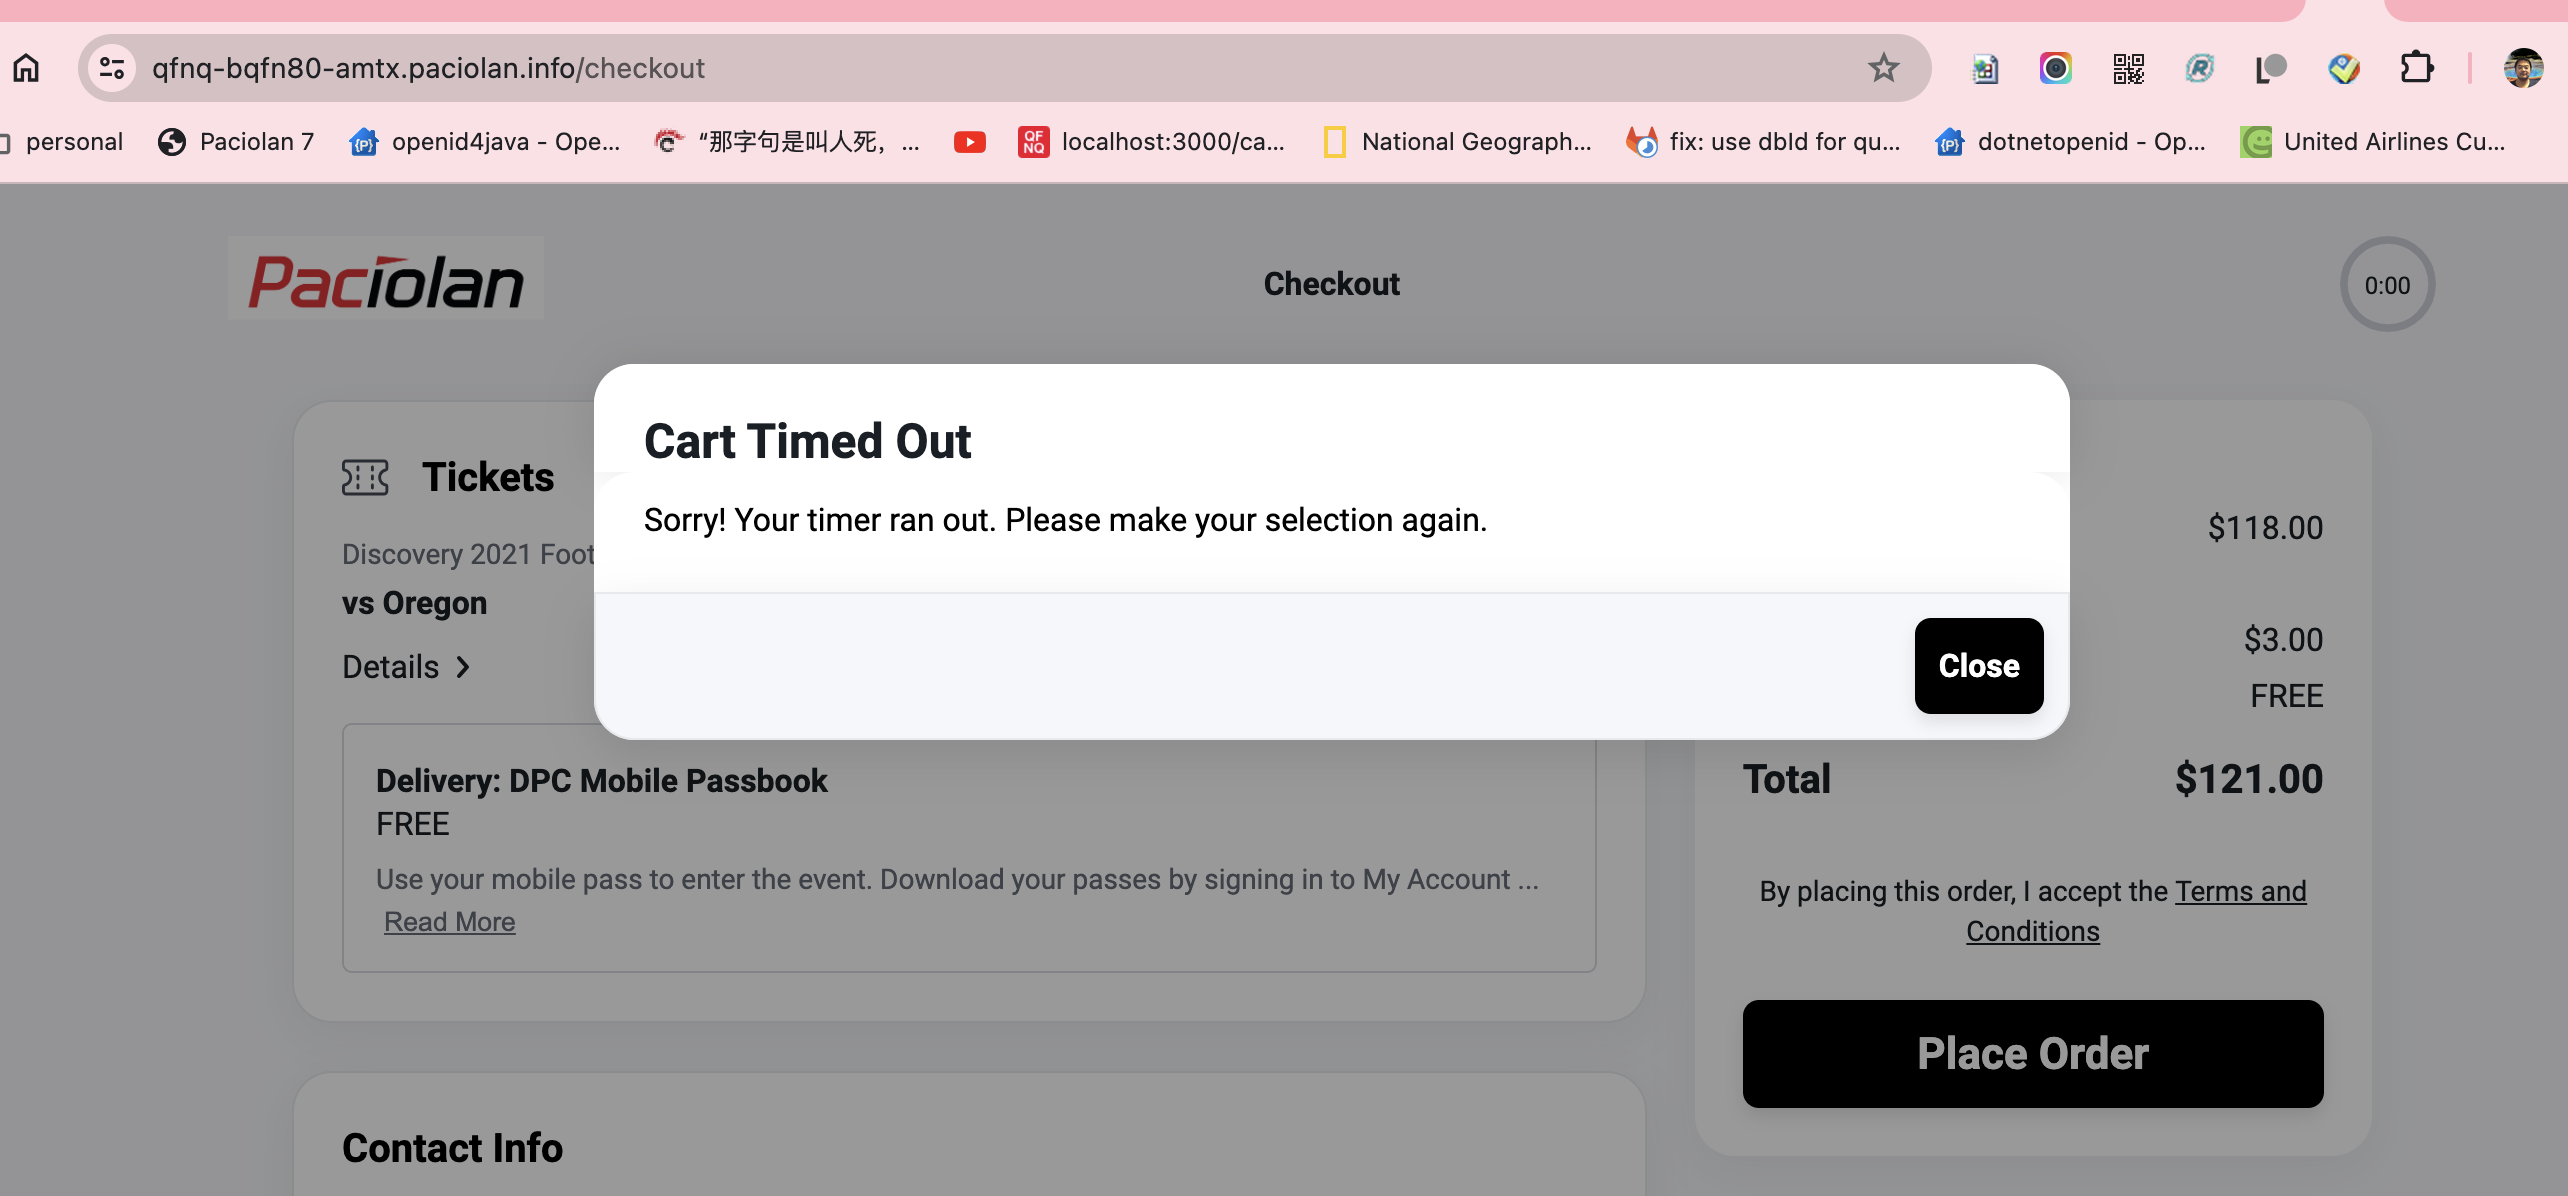 qfnq-bqfn80-amtx.paciolan.info/checkout
personal
Paciolan 7
openid4java - Ope...
“那字句是叫人死，...
QF NQ
localhost:3000/ca...
National Geograph...
fix: use dbId for qu...
dotnetopenid - Op...
United Airlines Cu...
Paciolan
Checkout
0:00
Cart Timed Out
Sorry! Your timer ran out. Please make your selection again.
Close
Tickets
Discovery 2021 Foot
vs Oregon
Details
Delivery: DPC Mobile Passbook
FREE
Use your mobile pass to enter the event. Download your passes by signing in to My Account ...
Read More
Contact Info
$118.00
$3.00
FREE
Total $121.00
By placing this order, I accept the Terms and
Conditions
Place Order